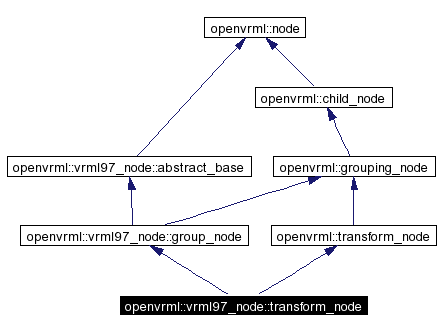 openvrml::node
openvrml::child_node
openvrml::vrml97_node::abstract_base
openvrml::grouping_node
openvrml::vrml97_node::group_node
openvrml::transform_node
openvrml::vrml97_node::transform_node